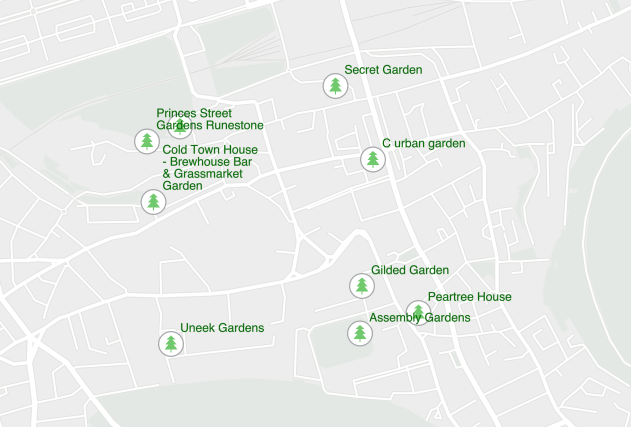 Secret Garden
Princes Street
Gardens Runestone
C urban garden
Cold Town House
- Brewhouse Bar
& Grassmarket
Garden
Gilded Garden
Peartree House
Assembly Gardens
Uneek Gardens